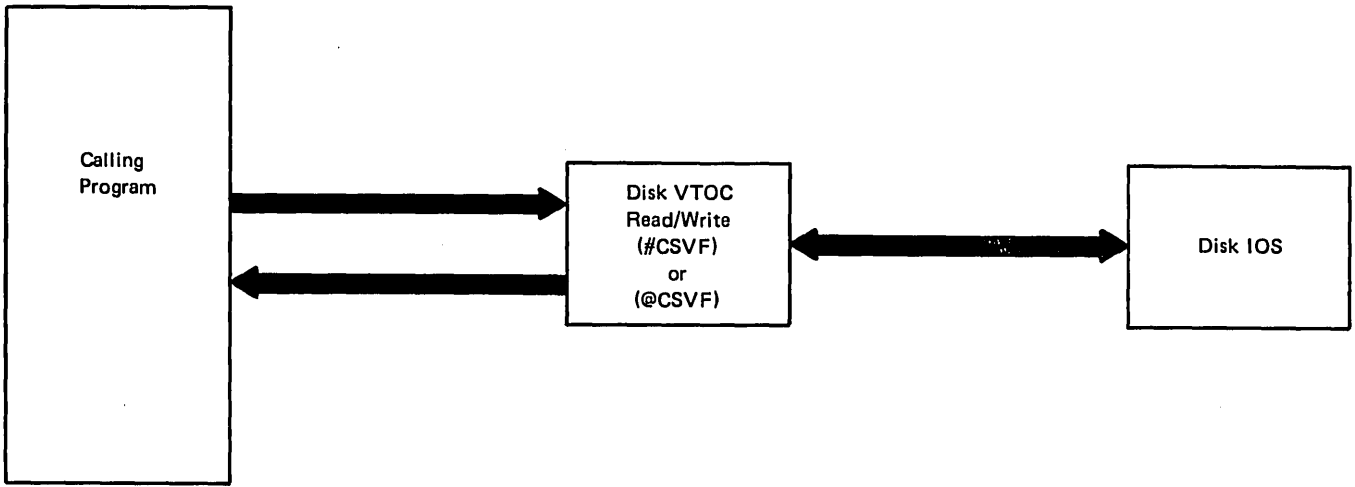 Calling
Program
Disk VTOC
Read/Write
(#CSVF)
or
(@CSVF)
Disk IOS